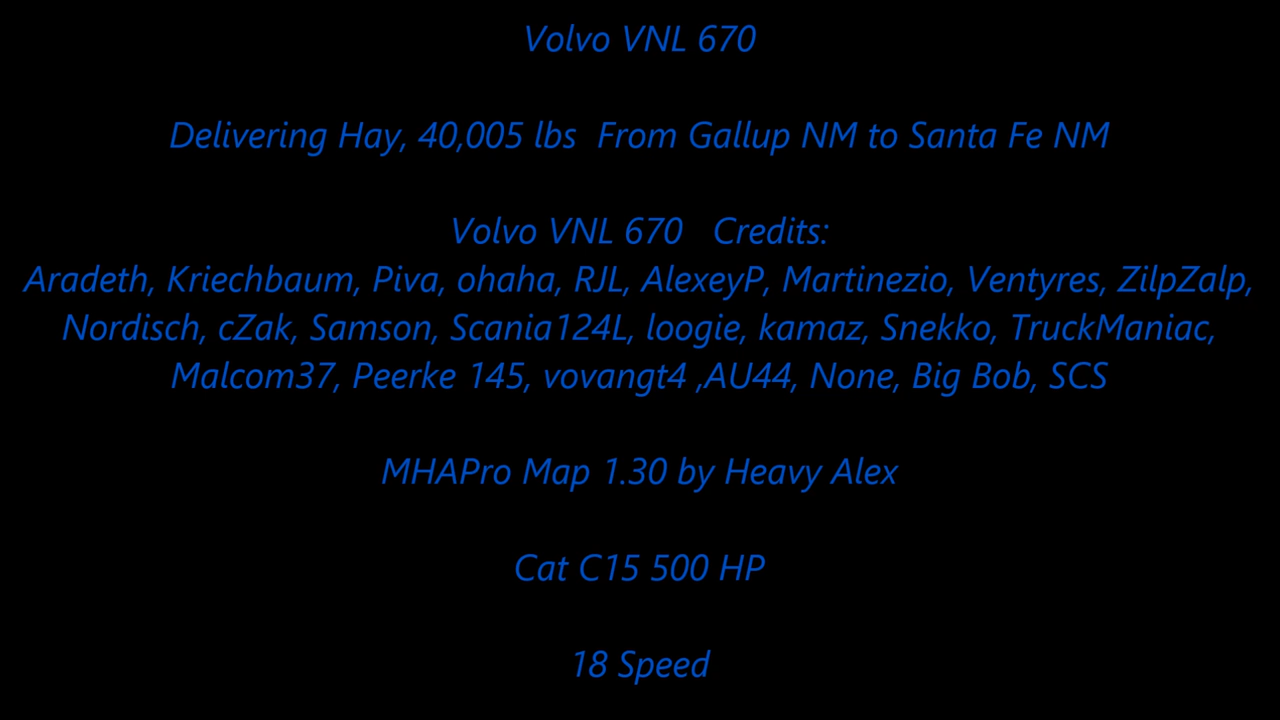 Volvo VNL 670
Delivering Hay, 40,005 lbs  From Gallup NM to Santa Fe NM
Volvo VNL 670   Credits:
Aradeth, Kriechbaum, Piva, ohaha, RJL, AlexeyP, Martinezio, Ventyres, ZilpZalp,
Nordisch, cZak, Samson, Scania124L, loogie, kamaz, Snekko, TruckManiac,
Malcom37, Peerke 145, vovangt4 ,AU44, None, Big Bob, SCS
MHAPro Map 1.30 by Heavy Alex
Cat C15 500 HP
18 Speed